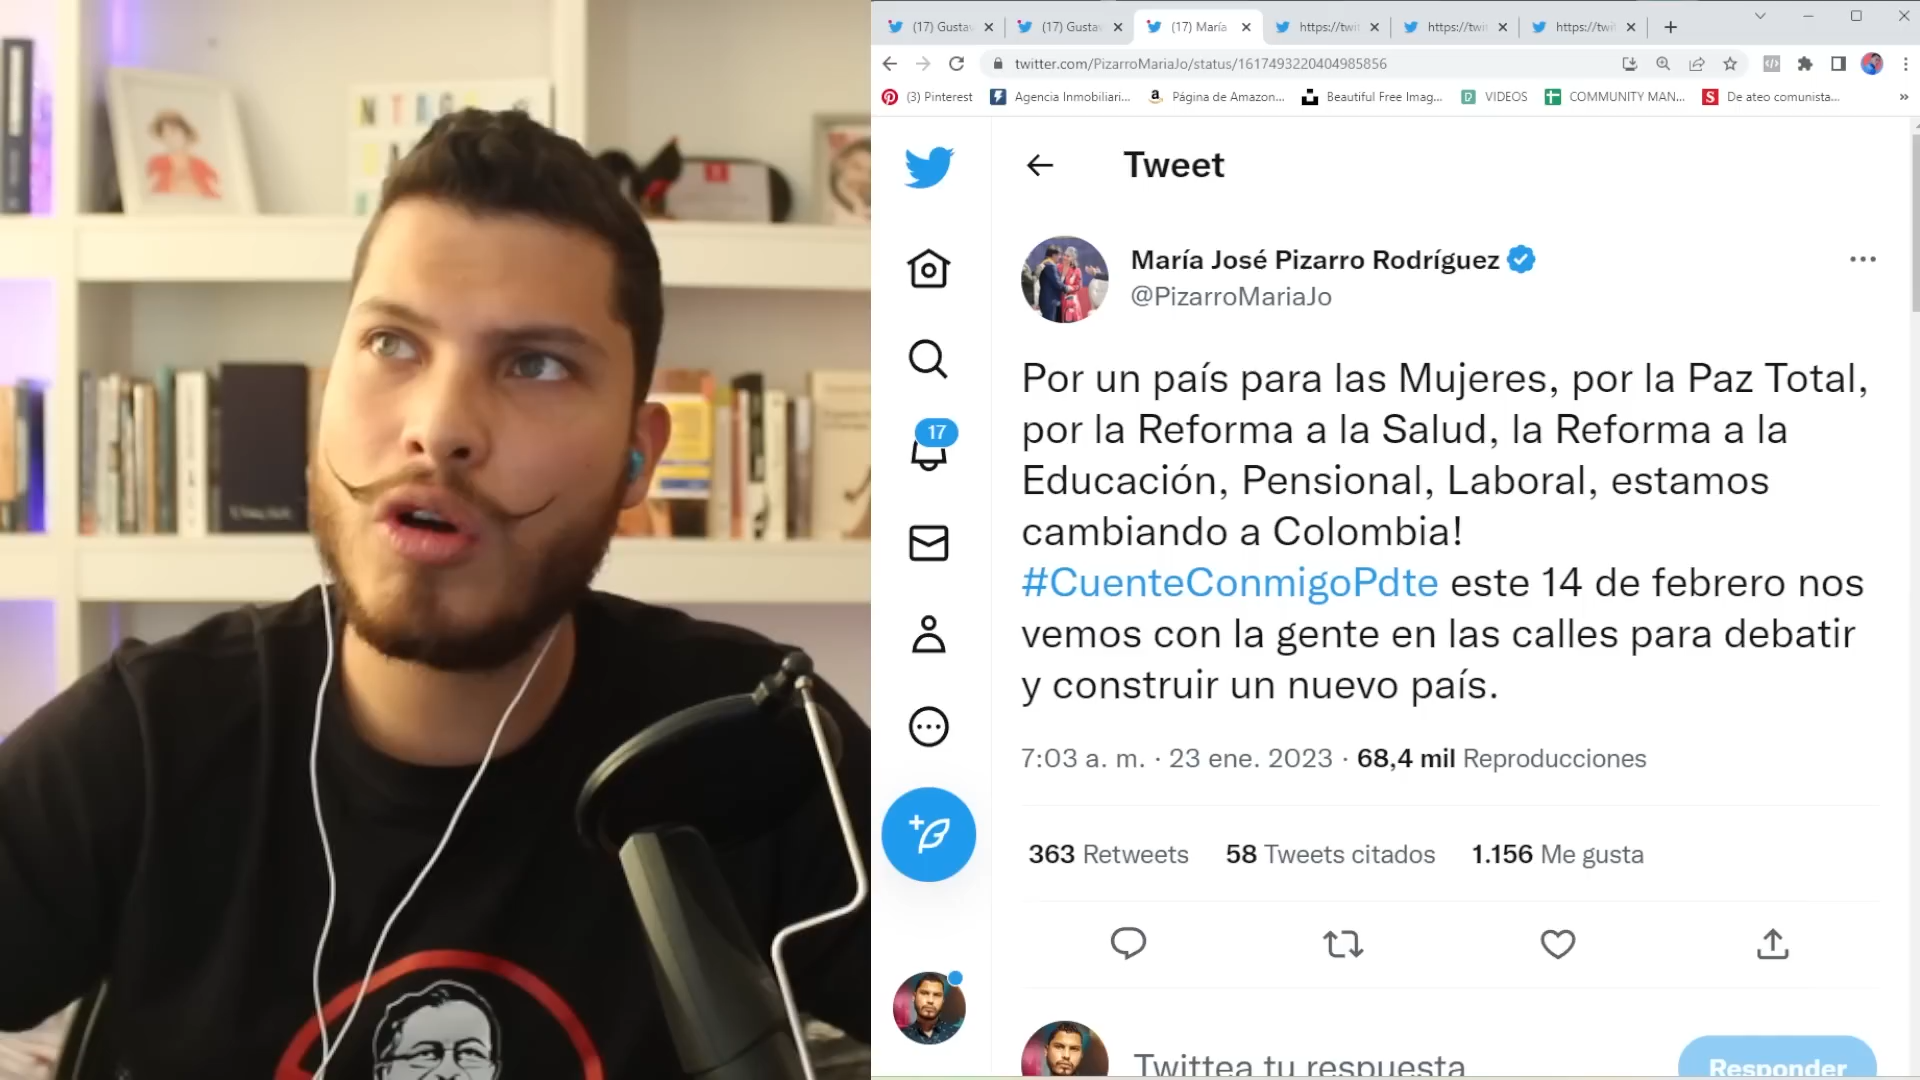 (17) Gusta
(17) Gusta
(17) María
https://twit
https://twit
https://twit
twitter.com/PizarroMariaJo/status/1617493220404985856
(3) Pinterest
Agencia Inmobiliari...
Página de Amazon...
Beautiful Free Imag...
VIDEOS
COMMUNITY MAN...
De ateo comunista...
Tweet
María José Pizarro Rodríguez
@PizarroMariaJo
17
Por un país para las Mujeres, por la Paz Total,
por la Reforma a la Salud, la Reforma a la
Educación, Pensional, Laboral, estamos
cambiando a Colombia!
#CuenteConmigoPdte este 14 de febrero nos
vemos con la gente en las calles para debatir
y construir un nuevo país.
7:03 a. m. · 23 ene. 2023 · 68,4 mil Reproducciones
363 Retweets 58 Tweets citados 1.156 Me gusta
Twittea tu respuesta
Responder